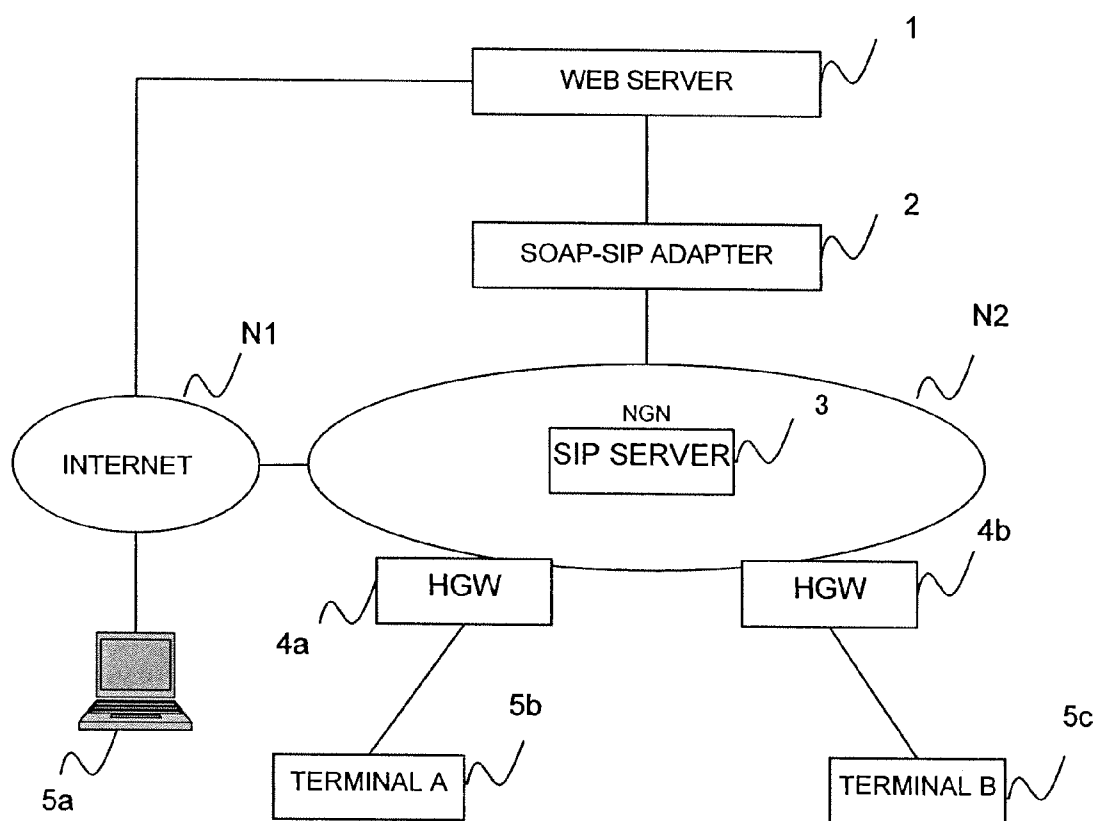 1
WEB SERVER
2
SOAP-SIP ADAPTER
N1
N2
NGN
3
SIP SERVER
INTERNET
4b
HGW
HGW
4a
5b
5c
5a
TERMINAL A
TERMINAL B